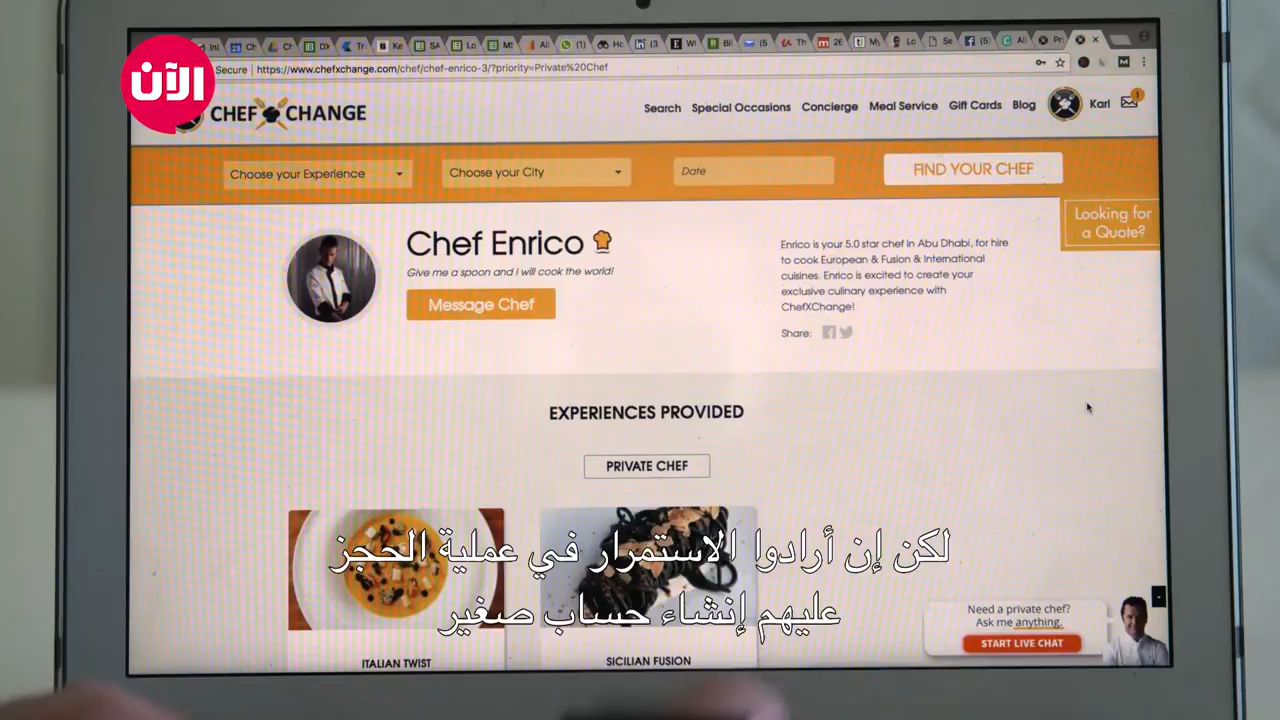 الآن
Secure | https://www.chefxchange.com/chef/chef-enrico-3/?priority=Private%20Chef
CHEF CHANGE
Search Special Occasions Concierge Meal Service Gift Cards Blog Karl 1
Choose your Experience
Choose your City
Date
FIND YOUR CHEF
Looking for
a Quote?
Chef Enrico
Give me a spoon and I will cook the world!
Message Chef
Enrico is your 5.0 star chef in Abu Dhabi, for hire
to cook European & Fusion & International
cuisines. Enrico is excited to create your
exclusive culinary experience with
ChefXChange!
Share:
EXPERIENCES PROVIDED
PRIVATE CHEF
لكن إن أرادوا الاستمرار في عملية الحجز
عليهم إنشاء حساب صغير
ITALIAN TWIST
SICILIAN FUSION
Need a private chef?
Ask me anything.
START LIVE CHAT